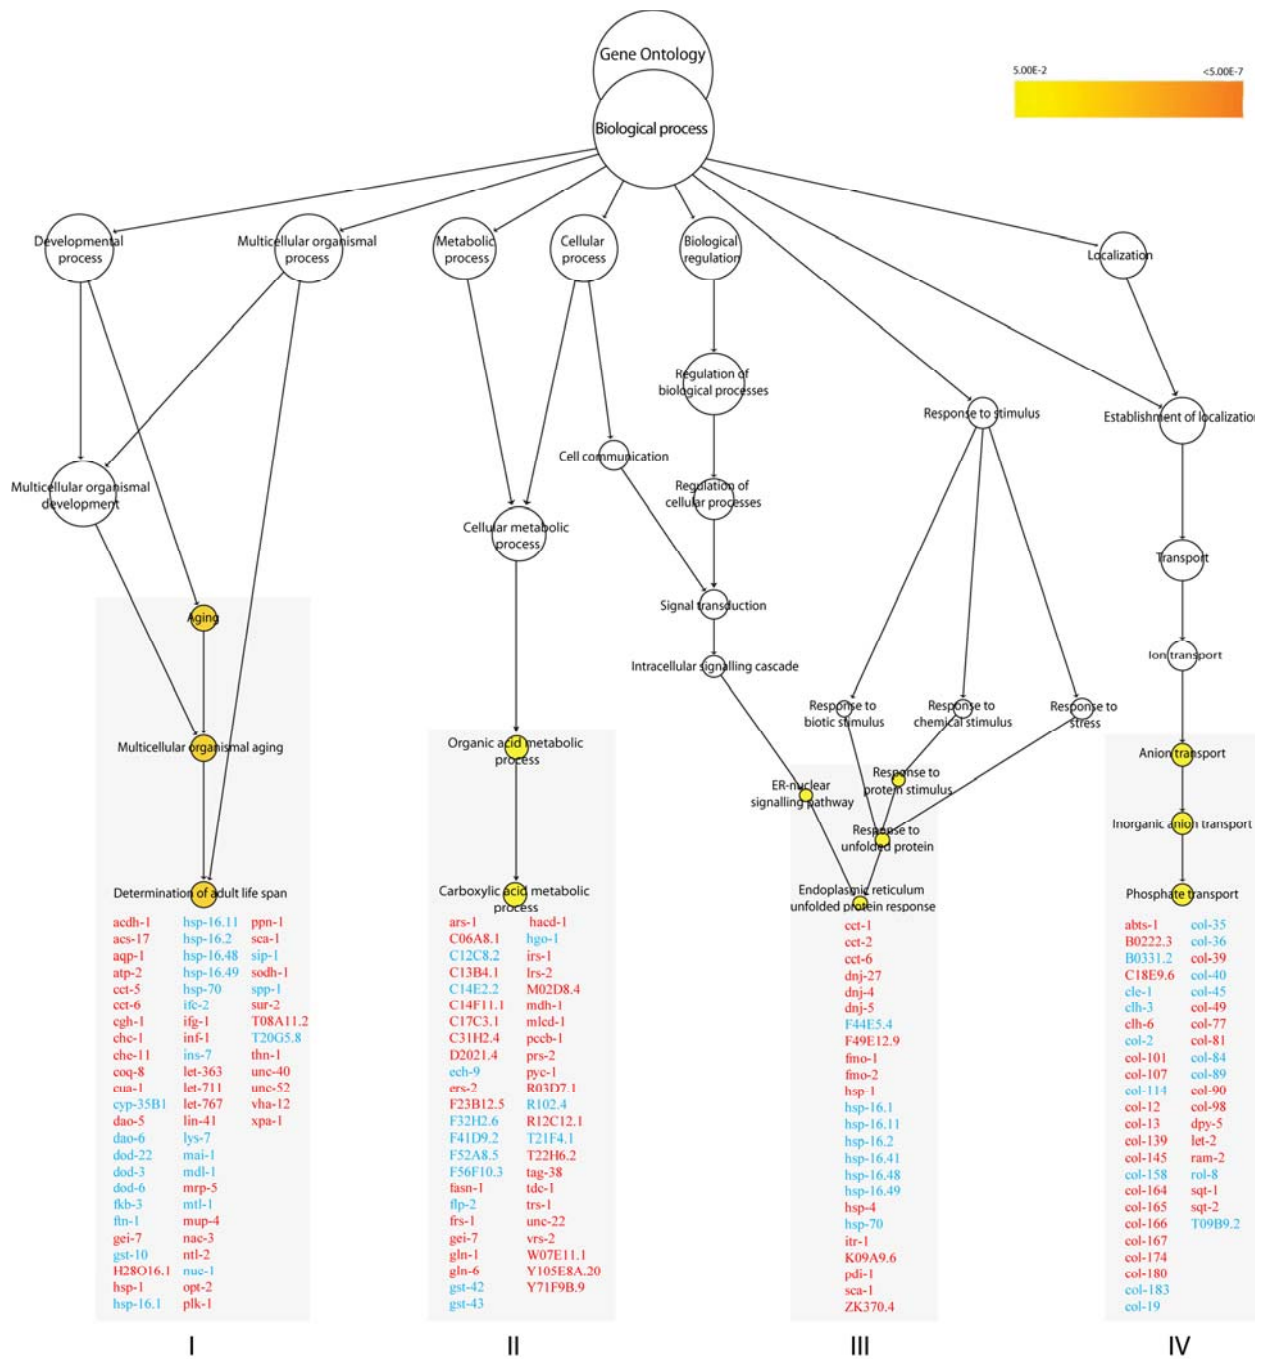 Gene Ontology
5.00E-2
<5.00E-7
Biological process
Developmental
process
Multicellular organismal
process
Metabolic
process
Cellular
process
Biological
regulation
Localization
Regulation of
biological processes
Response to stimulus
Establishment of localization
Cell communication
Multicellular organismal
development
Regulation of
cellular processes
Cellular metabolic
process
Transport
Signal transduction
Aging
Intracellular signalling cascade
Ion transport
Response to
biotic stimulus
Response to
chemical stimulus
Response to
stress
Multicellular organismal aging
Organic acid metabolic
process
Anion transport
ER-nuclear
signalling pathway
Response to
protein stimulus
Response to
unfolded protein
Inorganic anion transport
Determination of adult life span
Carboxylic acid metabolic
process
Endoplasmic reticulum
unfolded protein response
Phosphate transport
acdh-1
acs-17
aqp-1
atp-2
cct-5
cct-6
cgh-1
chc-1
che-11
coq-8
cua-1
cyp-35B1
dao-5
dao-6
dod-22
dod-3
dod-6
fkb-3
ftn-1
gei-7
gst-10
H28O16.1
hsp-1
hsp-16.1
hsp-16.11
hsp-16.2
hsp-16.48
hsp-16.49
hsp-70
ifc-2
ifg-1
inf-1
ins-7
let-363
let-711
let-767
lin-41
lys-7
mai-1
mdl-1
mrp-5
mtl-1
mup-4
nac-3
ntl-2
nuc-1
opt-2
plk-1
ppn-1
sca-1
sip-1
sodh-1
spp-1
sur-2
T08A11.2
T20G5.8
thn-1
unc-40
unc-52
vha-12
xpa-1
ars-1
C06A8.1
C12C8.2
C13B4.1
C14E2.2
C14F11.1
C17C3.1
C31H2.4
D2021.4
ech-9
ers-2
F23B12.5
F32H2.6
F41D9.2
F52A8.5
F56F10.3
fasn-1
flp-2
frs-1
gei-7
gln-1
gln-6
gst-42
gst-43
hacd-1
hgo-1
irs-1
lrs-2
M02D8.4
mdh-1
mlcd-1
pccb-1
prs-2
pyc-1
R03D7.1
R102.4
R12C12.1
T21F4.1
T22H6.2
tag-38
tdc-1
trs-1
unc-22
vrs-2
W07E11.1
Y105E8A.20
Y71F9B.9
cct-1
cct-2
cct-6
dnj-27
dnj-4
dnj-5
F44E5.4
F49E12.9
fmo-1
fmo-2
hsp-1
hsp-16.1
hsp-16.11
hsp-16.2
hsp-16.41
hsp-16.48
hsp-16.49
hsp-4
hsp-70
itr-1
K09A9.6
pdi-1
sca-1
ZK370.4
abts-1
B0222.3
B0331.2
C18E9.6
cle-1
clh-3
clh-6
col-2
col-101
col-107
col-114
col-12
col-13
col-139
col-145
col-158
col-164
col-165
col-166
col-167
col-174
col-180
col-183
col-19
col-35
col-36
col-39
col-40
col-45
col-49
col-77
col-81
col-84
col-89
col-90
col-98
dpy-5
let-2
ram-2
rol-8
sqt-1
sqt-2
T09B9.2
I
II
III
IV